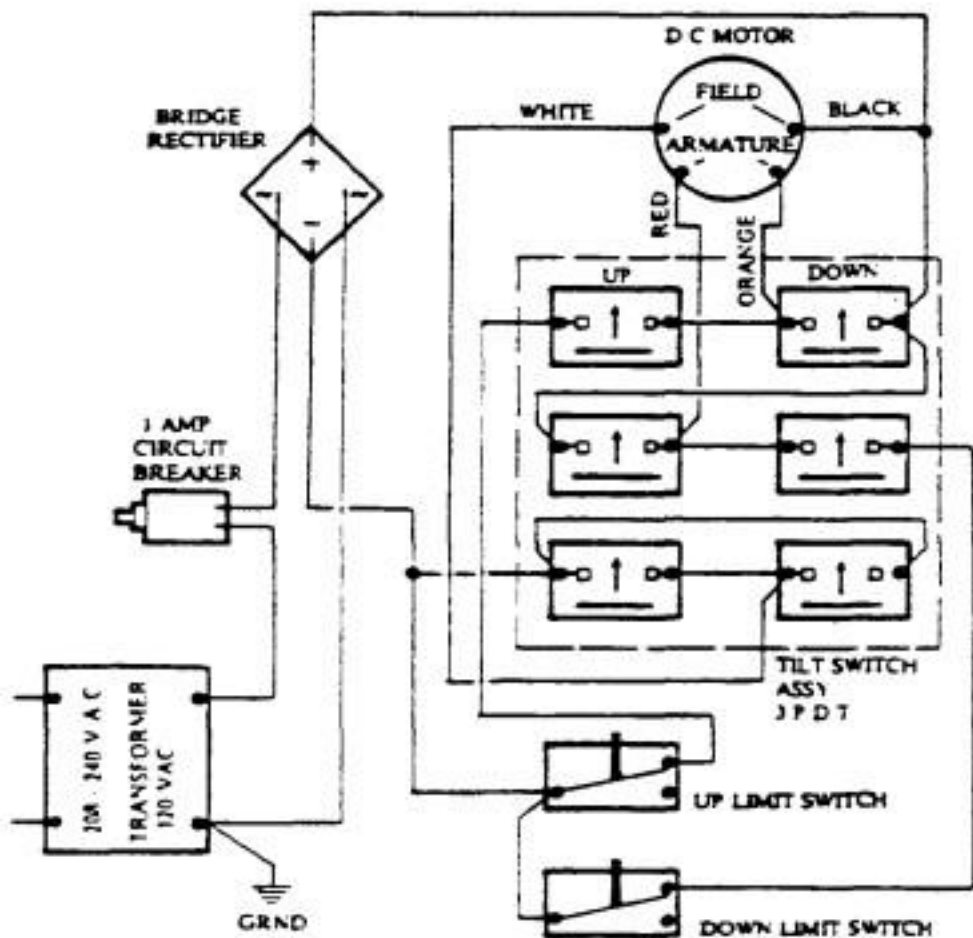 D C MOTOR
FIELD
WHITE
BLACK
ARMATURE
BRIDGE
RECTIFIER
+
~
~
−
RED
ORANGE
UP
DOWN
1 AMP
CIRCUIT
BREAKER
TILT SWITCH
ASSY
3 P D T
208 - 240 V A C
TRANSFORMER
120 VAC
UP LIMIT SWITCH
GRND
DOWN LIMIT SWITCH